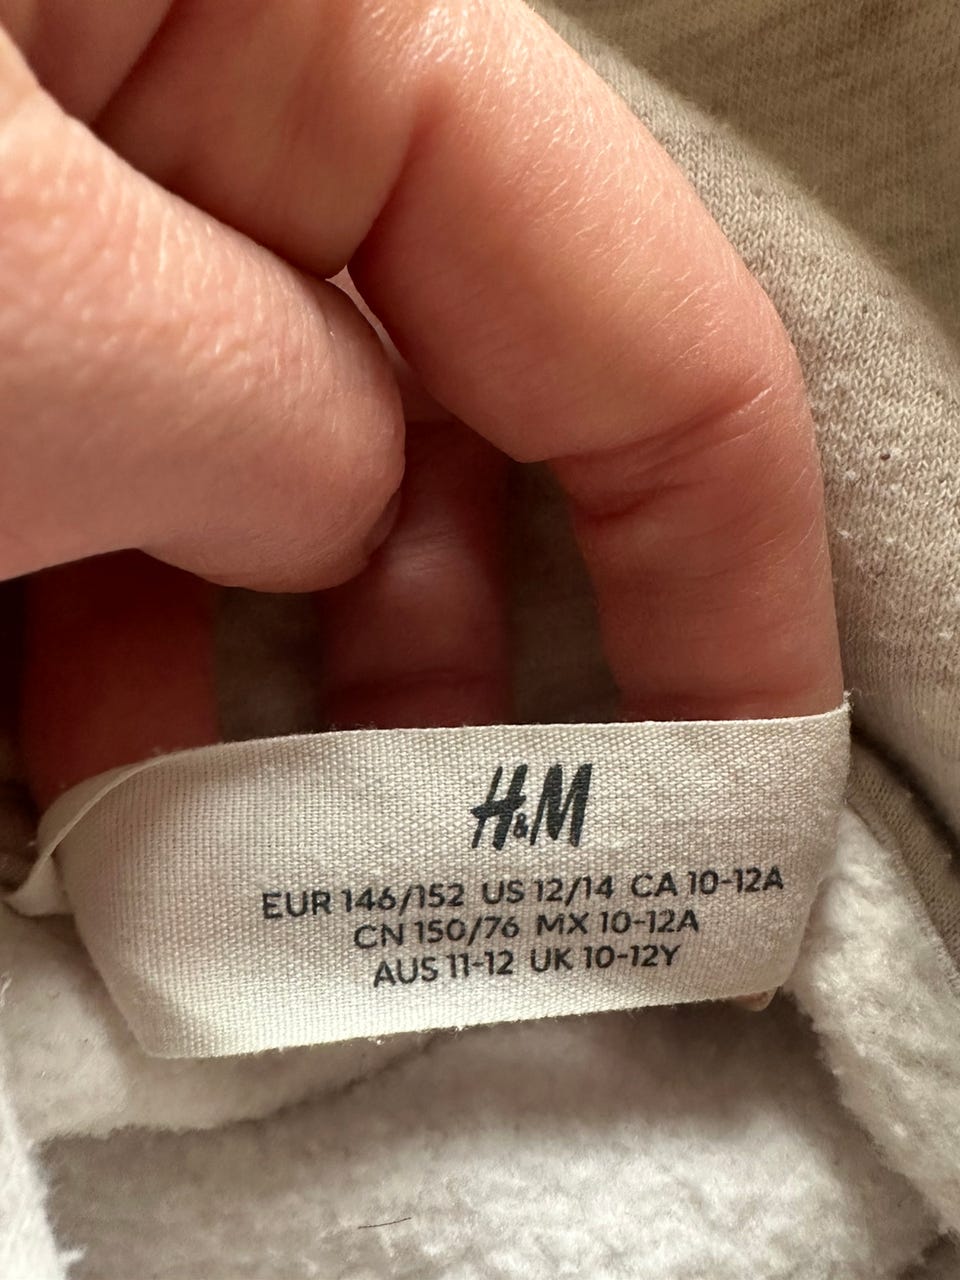 H&M
EUR 146/152 US 12/14 CA 10-12A
CN 150/76 MX 10-12A
AUS 11-12 UK 10-12Y